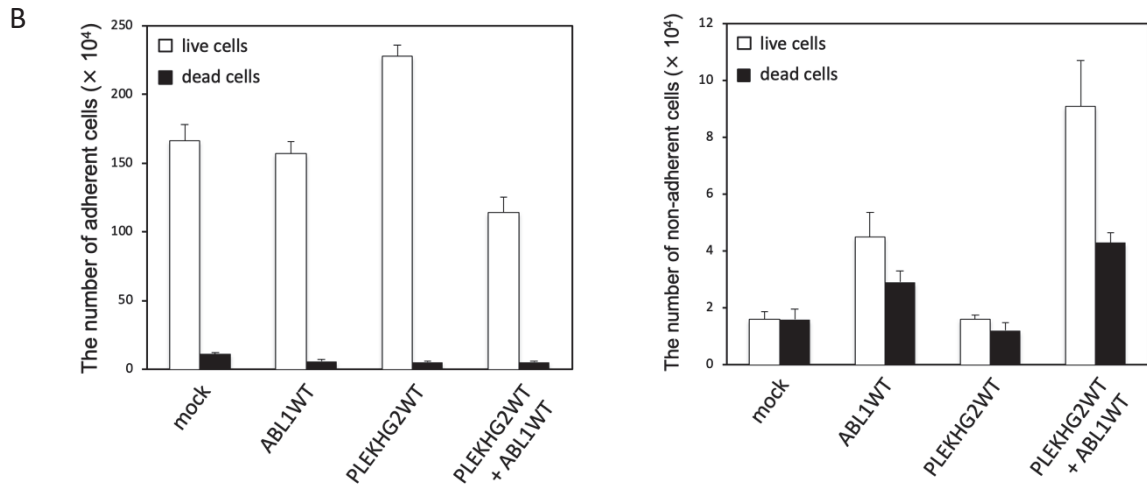 B
The number of adherent cells (× 10⁴)
250
200
150
100
50
0
live cells
dead cells
mock
ABL1WT
PLEKHG2WT
PLEKHG2WT
+ ABL1WT
The number of non-adherent cells (× 10⁴)
12
10
8
6
4
2
0
live cells
dead cells
mock
ABL1WT
PLEKHG2WT
PLEKHG2WT
+ ABL1WT